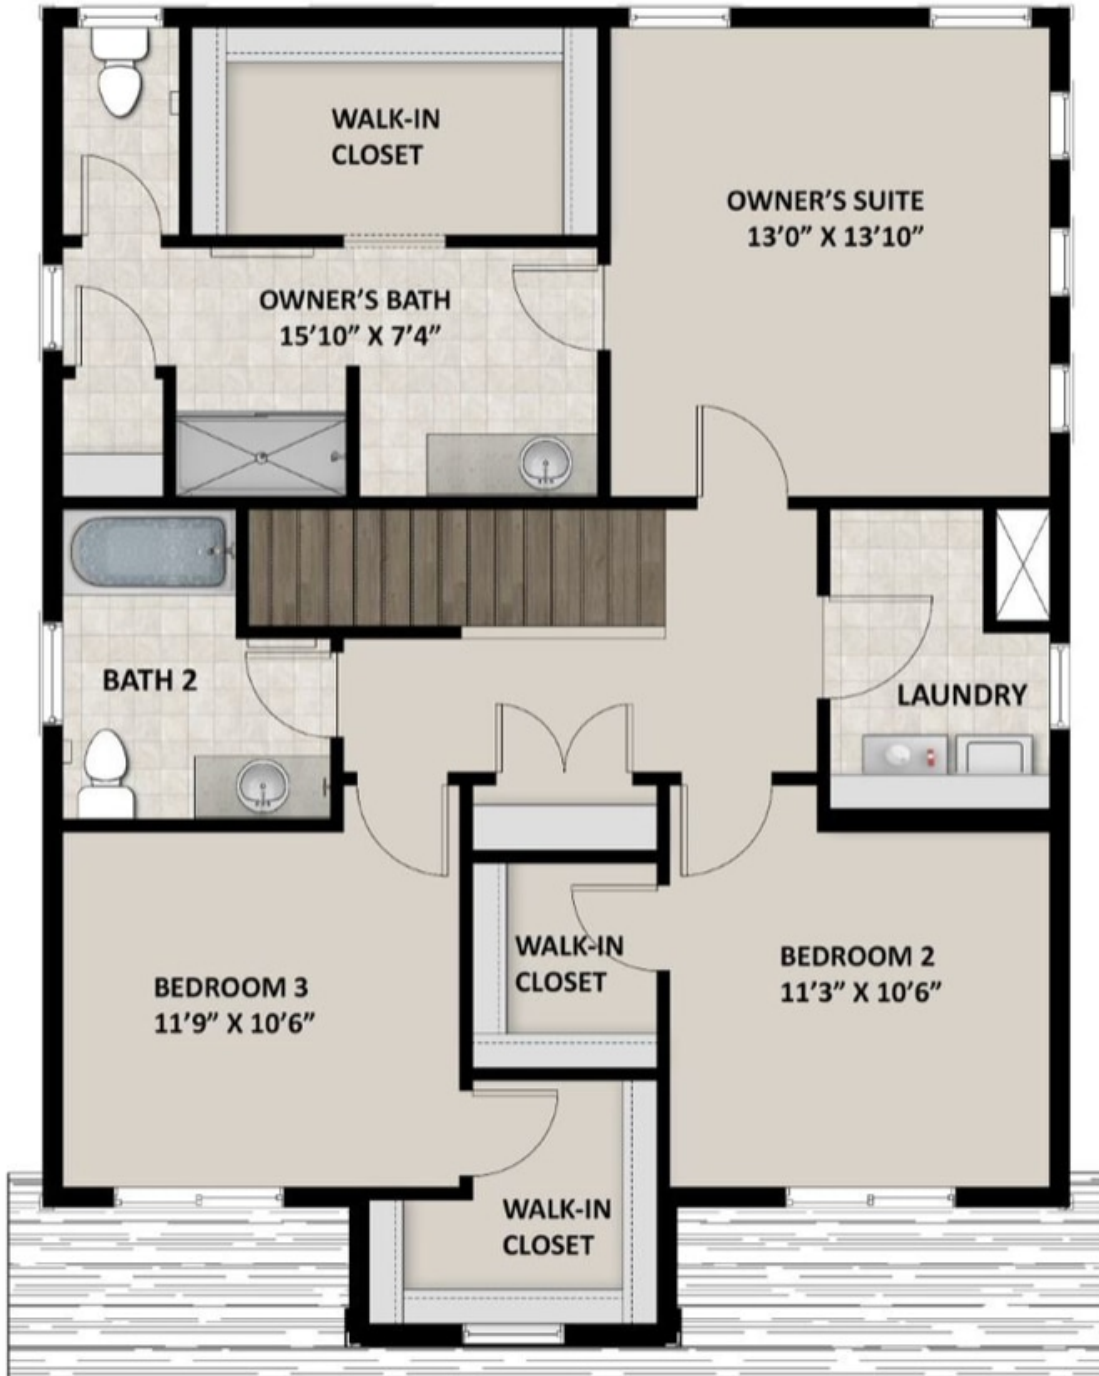 WALK-IN
CLOSET
OWNER’S SUITE
13’0” X 13’10”
OWNER’S BATH
15’10” X 7’4”
BATH 2
LAUNDRY
WALK-IN
CLOSET
BEDROOM 2
11’3” X 10’6”
BEDROOM 3
11’9” X 10’6”
WALK-IN
CLOSET